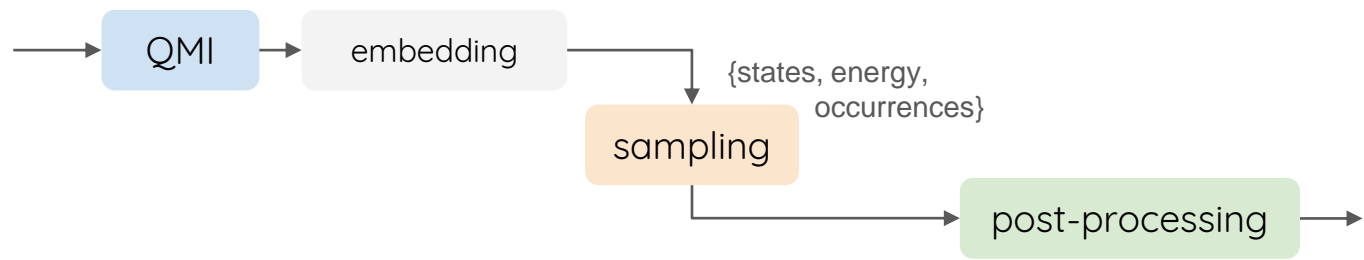 QMI
embedding
{states, energy,
occurrences}
sampling
post-processing